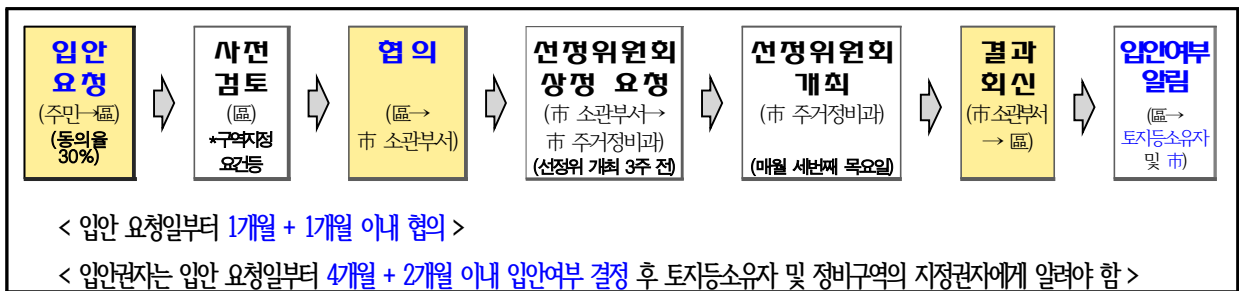 입안
요청
(주민→區)
(동의율
30%)
사전
검토
(區)
*구역지정
요건등
협의
(區→
市 소관부서)
선정위원회
상정 요청
(市 소관부서→
市 주거정비과)
(선정위 개최 3주 전)
선정위원회
개최
(市 주거정비과)
(매월 세번째 목요일)
결과
회신
(市소관부서
→ 區)
입안여부
알림
(區→
토지등소유자
및 市)
< 입안 요청일부터 1개월 + 1개월 이내 협의 >
< 입안권자는 입안 요청일부터 4개월 + 2개월 이내 입안여부 결정 후 토지등소유자 및 정비구역의 지정권자에게 알려야 함 >